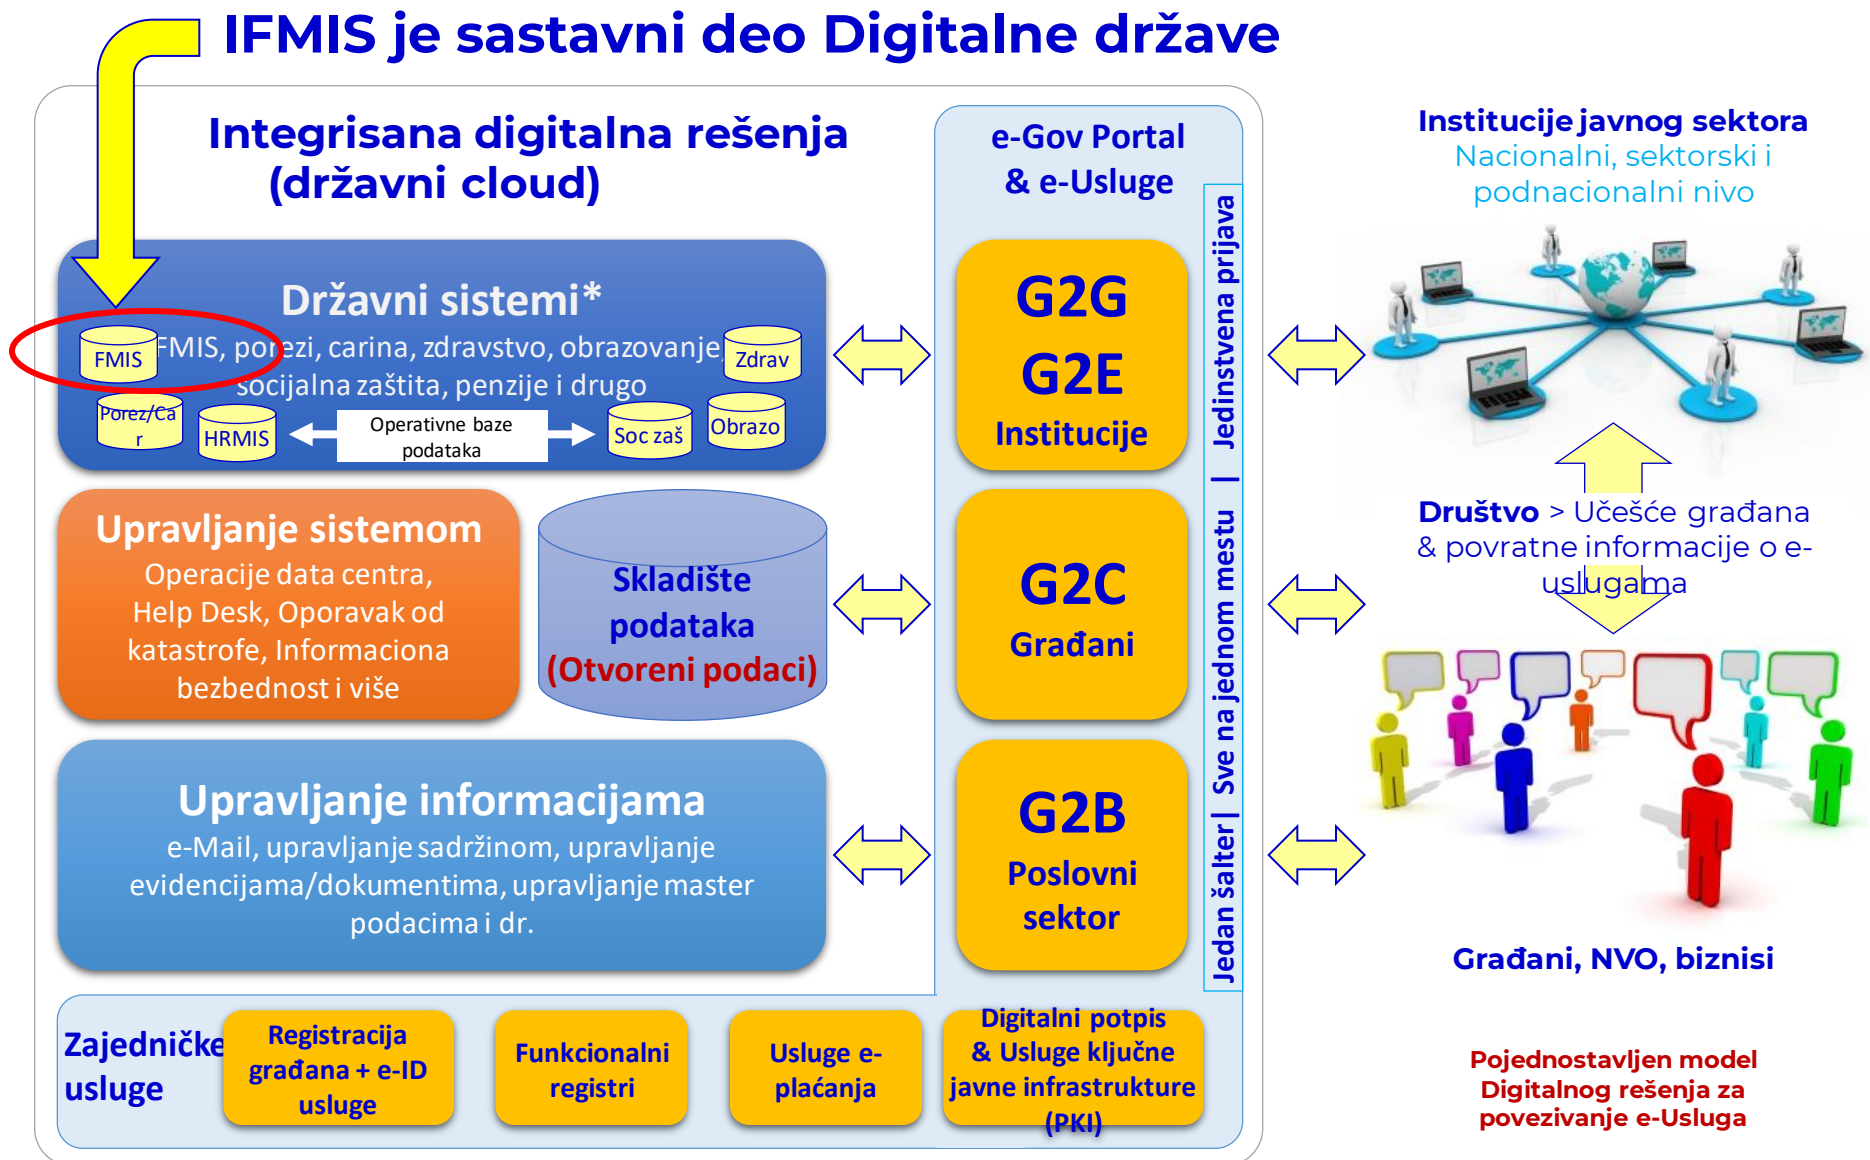 IFMIS je sastavni deo Digitalne države
Integrisana digitalna rešenja
(državni cloud)
Državni sistemi*
FMIS, porezi, carina, zdravstvo, obrazovanje,
socijalna zaštita, penzije i drugo
FMIS
Zdrav
Porez/Ca
r
HRMIS
Operativne baze
podataka
Soc zaš
Obrazo
Upravljanje sistemom
Operacije data centra,
Help Desk, Oporavak od
katastrofe, Informaciona
bezbednost i više
Skladište
podataka
(Otvoreni podaci)
Upravljanje informacijama
e-Mail, upravljanje sadržinom, upravljanje
evidencijama/dokumentima, upravljanje master
podacima i dr.
e-Gov Portal
& e-Usluge
G2G
G2E
Institucije
G2C
Građani
G2B
Poslovni
sektor
Jedan šalter | Sve na jednom mestu | Jedinstvena prijava
Zajedničke
usluge
Registracija
građana + e-ID
usluge
Funkcionalni
registri
Usluge e-
plaćanja
Digitalni potpis
& Usluge ključne
javne infrastrukture
(PKI)
Institucije javnog sektora
Nacionalni, sektorski i
podnacionalni nivo
Društvo > Učešće građana
& povratne informacije o e-
uslugama
Građani, NVO, biznisi
Pojednostavljen model
Digitalnog rešenja za
povezivanje e-Usluga